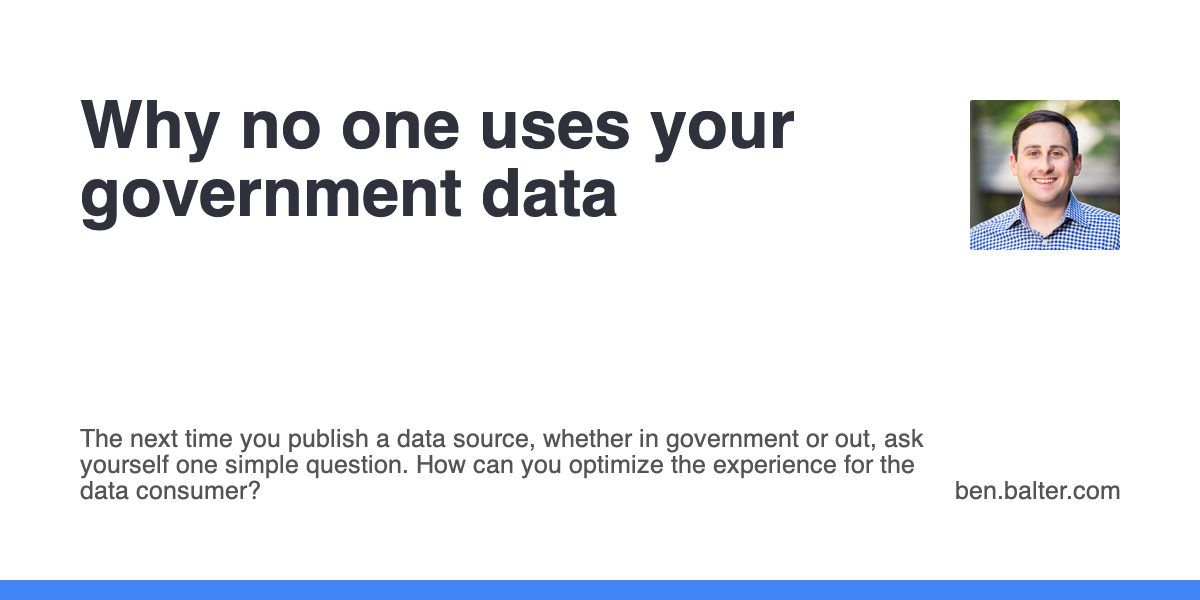 Why no one uses your
government data
The next time you publish a data source, whether in government or out, ask
yourself one simple question. How can you optimize the experience for the
data consumer?
ben.balter.com